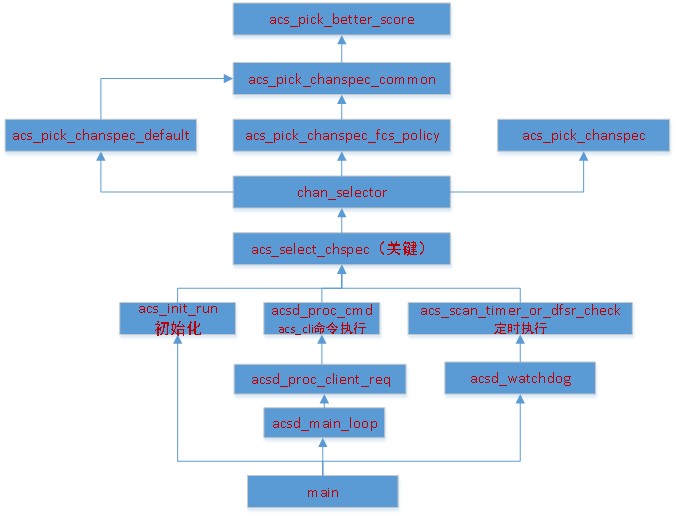 acs_pick_better_score
acs_pick_chanspec_common
acs_pick_chanspec_default
acs_pick_chanspec_fcs_policy
acs_pick_chanspec
chan_selector
acs_select_chspec（关键）
acs_init_run
初始化
acsd_proc_cmd
acs_cli命令执行
acs_scan_timer_or_dfsr_check
定时执行
acsd_proc_client_req
acsd_watchdog
acsd_main_loop
main